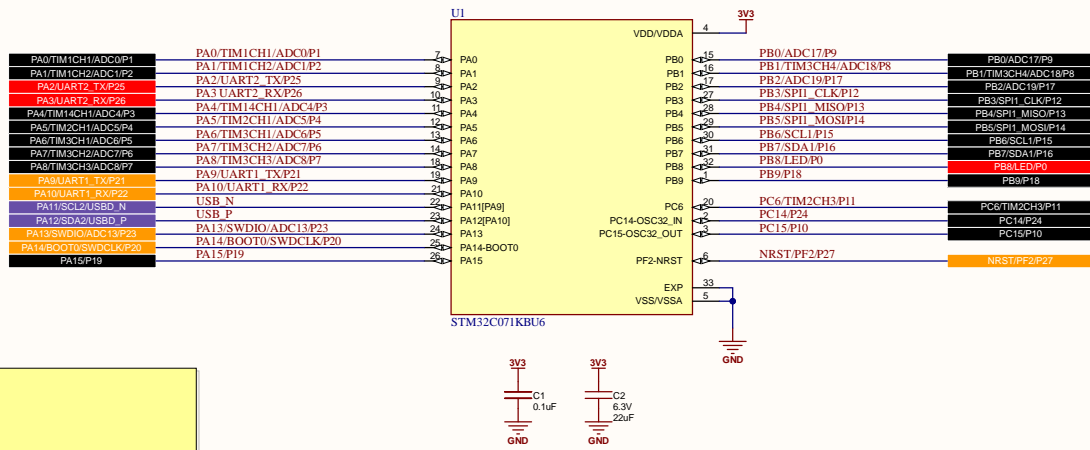 U1
3V3
VDD/VDDA 4
PA0/TIM1CH1/ADC0/P1 PA0/TIM1CH1/ADC0/P1 7 PA0 PB0 15 PB0/ADC17/P9 PB0/ADC17/P9
PA1/TIM1CH2/ADC1/P2 PA1/TIM1CH2/ADC1/P2 8 PA1 PB1 16 PB1/TIM3CH4/ADC18/P8 PB1/TIM3CH4/ADC18/P8
PA2/UART2_TX/P25 PA2/UART2_TX/P25 9 PA2 PB2 17 PB2/ADC19/P17 PB2/ADC19/P17
PA3/UART2_RX/P26 PA3 UART2_RX/P26 10 PA3 PB3 27 PB3/SPI1_CLK/P12 PB3/SPI1_CLK/P12
PA4/TIM14CH1/ADC4/P3 PA4/TIM14CH1/ADC4/P3 11 PA4 PB4 28 PB4/SPI1_MISO/P13 PB4/SPI1_MISO/P13
PA5/TIM2CH1/ADC5/P4 PA5/TIM2CH1/ADC5/P4 12 PA5 PB5 29 PB5/SPI1_MOSI/P14 PB5/SPI1_MOSI/P14
PA6/TIM3CH1/ADC6/P5 PA6/TIM3CH1/ADC6/P5 13 PA6 PB6 30 PB6/SCL1/P15 PB6/SCL1/P15
PA7/TIM3CH2/ADC7/P6 PA7/TIM3CH2/ADC7/P6 14 PA7 PB7 31 PB7/SDA1/P16 PB7/SDA1/P16
PA8/TIM3CH3/ADC8/P7 PA8/TIM3CH3/ADC8/P7 18 PA8 PB8 32 PB8/LED/P0 PB8/LED/P0
PA9/UART1_TX/P21 PA9/UART1_TX/P21 19 PA9 PB9 1 PB9/P18 PB9/P18
PA10/UART1_RX/P22 PA10/UART1_RX/P22 21 PA10
PA11/SCL2/USBD_N USB_N 22 PA11[PA9] PC6 20 PC6/TIM2CH3/P11 PC6/TIM2CH3/P11
PA12/SDA2/USBD_P USB_P 23 PA12[PA10] PC14-OSC32_IN 2 PC14/P24 PC14/P24
PA13/SWDIO/ADC13/P23 PA13/SWDIO/ADC13/P23 24 PA13 PC15-OSC32_OUT 3 PC15/P10 PC15/P10
PA14/BOOT0/SWDCLK/P20 PA14/BOOT0/SWDCLK/P20 25 PA14-BOOT0
PA15/P19 PA15/P19 26 PA15 PF2-NRST 6 NRST/PF2/P27 NRST/PF2/P27
EXP 33
VSS/VSSA 5
STM32C071KBU6
GND
3V3 3V3
C1 C2
0.1uF 6.3V
22uF
GND GND